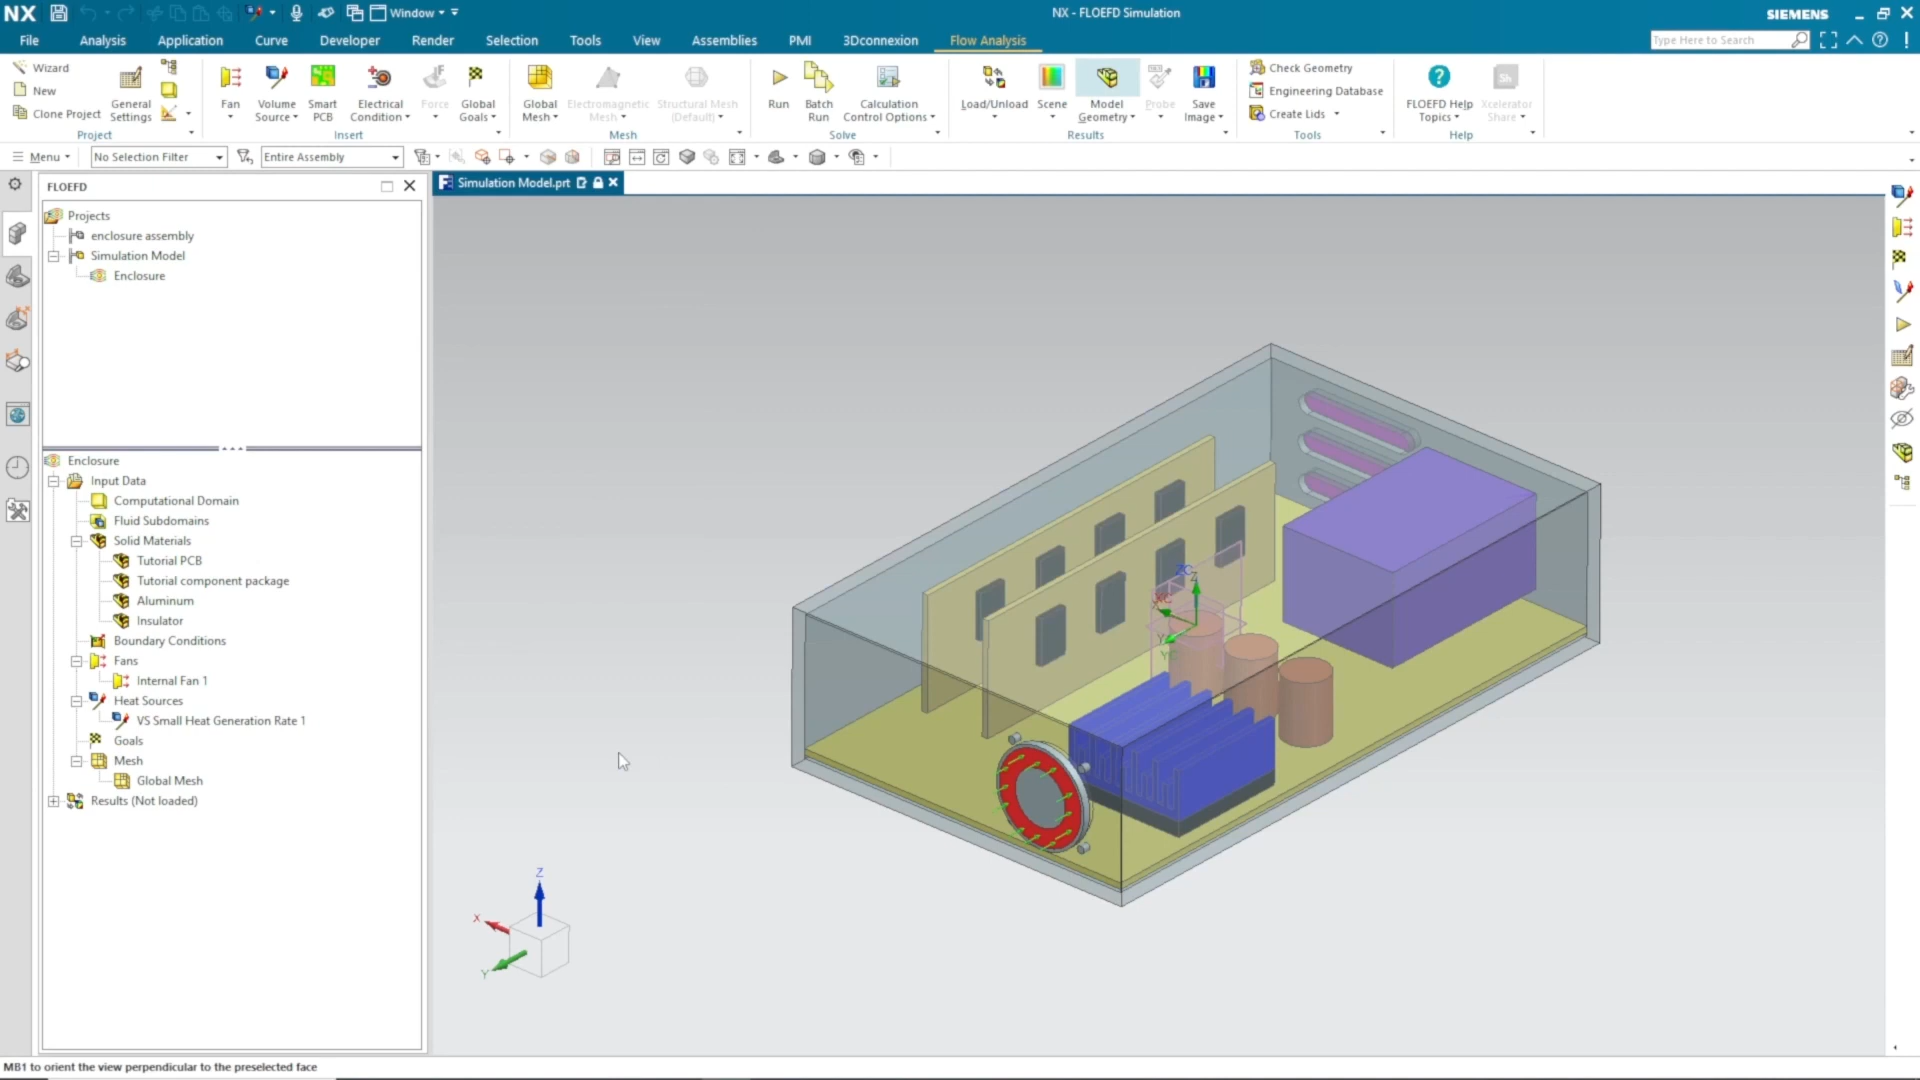 NX
Window
NX - FLOEFD Simulation
SIEMENS
File Analysis Application Curve Developer Render Selection Tools View Assemblies PMI 3Dconnexion Flow Analysis
Type Here to Search
Wizard
New
Clone Project
General Settings
Project
Fan
Volume Source
Smart PCB
Electrical Condition
Force
Global Goals
Insert
Global Mesh
Electromagnetic Mesh
Structural Mesh (Default)
Mesh
Run
Batch Run
Calculation Control Options
Solve
Load/Unload
Scene
Model Geometry
Probe
Save Image
Results
Check Geometry
Engineering Database
Create Lids
Tools
FLOEFD Help Topics
Sh
Xcelerator Share
Help
Menu
No Selection Filter
Entire Assembly
FLOEFD
Simulation Model.prt
Projects
enclosure assembly
Simulation Model
Enclosure
Enclosure
Input Data
Computational Domain
Fluid Subdomains
Solid Materials
Tutorial PCB
Tutorial component package
Aluminum
Insulator
Boundary Conditions
Fans
Internal Fan 1
Heat Sources
VS Small Heat Generation Rate 1
Goals
Mesh
Global Mesh
Results (Not loaded)
ZC
Z
XC
Y
YC
Z
X
Y
MB1 to orient the view perpendicular to the preselected face